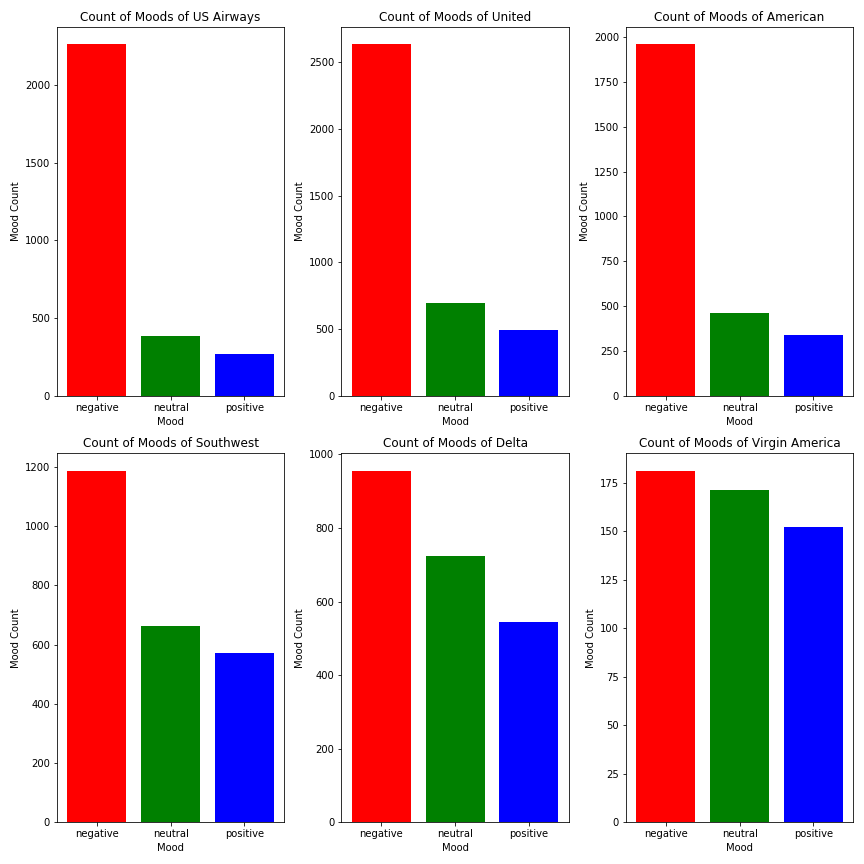 Count of Moods of US Airways
Mood Count
2000
1500
1000
500
0
negative neutral positive
Mood
Count of Moods of United
Mood Count
2500
2000
1500
1000
500
0
negative neutral positive
Mood
Count of Moods of American
Mood Count
2000
1750
1500
1250
1000
750
500
250
0
negative neutral positive
Mood
Count of Moods of Southwest
Mood Count
1200
1000
800
600
400
200
0
negative neutral positive
Mood
Count of Moods of Delta
Mood Count
1000
800
600
400
200
0
negative neutral positive
Mood
Count of Moods of Virgin America
Mood Count
175
150
125
100
75
50
25
0
negative neutral positive
Mood